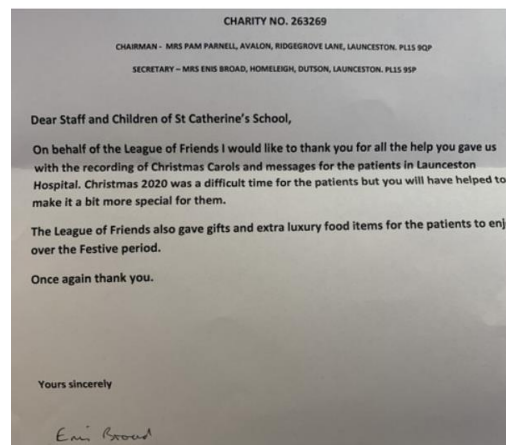 CHARITY NO. 263269
CHAIRMAN - MRS PAM PARNELL, AVALON, RIDGEGROVE LANE, LAUNCESTON. PL15 9QP
SECRETARY – MRS ENIS BROAD, HOMELEIGH, DUTSON, LAUNCESTON. PL15 9SP
Dear Staff and Children of St Catherine's School,
On behalf of the League of Friends I would like to thank you for all the help you gave us
with the recording of Christmas Carols and messages for the patients in Launceston
Hospital. Christmas 2020 was a difficult time for the patients but you will have helped to
make it a bit more special for them.
The League of Friends also gave gifts and extra luxury food items for the patients to enj
over the Festive period.
Once again thank you.
Yours sincerely
Enis Broad